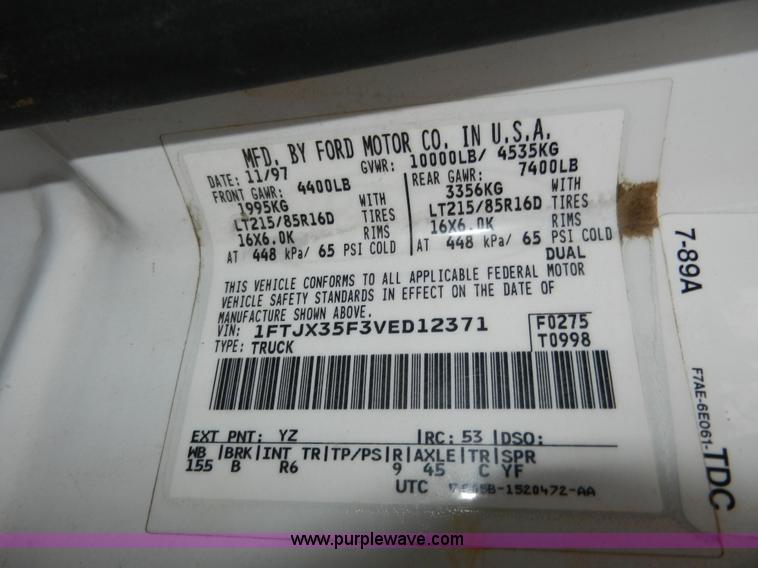 MFD. BY FORD MOTOR CO. IN U.S.A.
DATE: 11/97 GVWR: 10000LB/ 4535KG
FRONT GAWR: 4400LB REAR GAWR: 7400LB
1995KG WITH 3356KG WITH
LT215/85R16D TIRES LT215/85R16D TIRES
16X6.0K RIMS 16X6.0K RIMS
AT 448 kPa/ 65 PSI COLD AT 448 kPa/ 65 PSI COLD
DUAL
THIS VEHICLE CONFORMS TO ALL APPLICABLE FEDERAL MOTOR
VEHICLE SAFETY STANDARDS IN EFFECT ON THE DATE OF
MANUFACTURE SHOWN ABOVE.
VIN: 1FTJX35F3VED12371 F0275
TYPE: TRUCK T0998
EXT PNT: YZ RC: 53 DSO:
WB BRK INT TR TP/PS R AXLE TR SPR
155 B R6 9 45 C YF
UTC -1520472-AA
7-89A
F7AE-6E061-TDC
www.purplewave.com